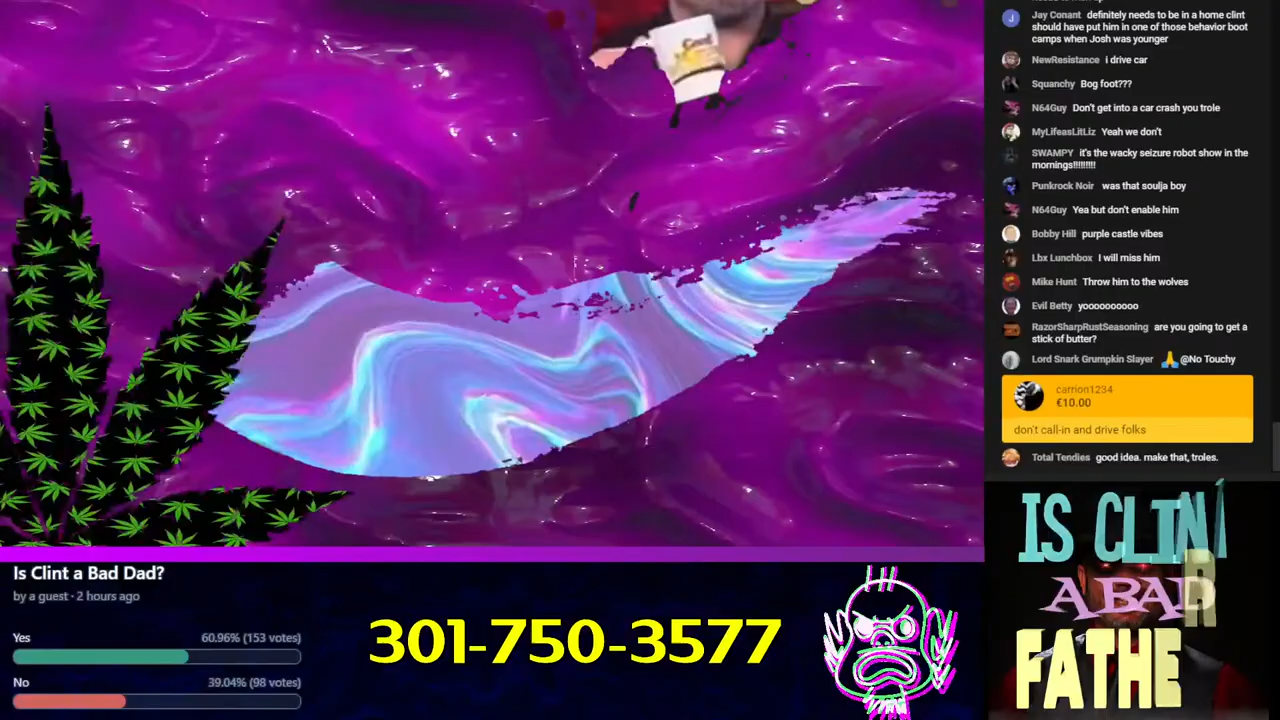 Jay Conant definitely needs to be in a home clint
should have put him in one of those behavior boot
camps when Josh was younger
NewResistance i drive car
Squanchy Bog foot???
N64Guy Don't get into a car crash you trole
MyLifeasLitLiz Yeah we don't
SWAMPY it's the wacky seizure robot show in the
mornings!!!!!!!!!
Punkrock Noir was that soulja boy
N64Guy Yea but don't enable him
Bobby Hill purple castle vibes
Lbx Lunchbox I will miss him
Mike Hunt Throw him to the wolves
Evil Betty yoooooooooo
RazorSharpRustSeasoning are you going to get a
stick of butter?
Lord Snark Grumpkin Slayer 🙏 @No Touchy
carrion1234
€10.00
don't call-in and drive folks
Total Tendies good idea. make that, troles.
Is Clint a Bad Dad?
by a guest · 2 hours ago
Yes 60.96% (153 votes)
No 39.04% (98 votes)
301-750-3577
IS CLINT
A BAD
FATHER